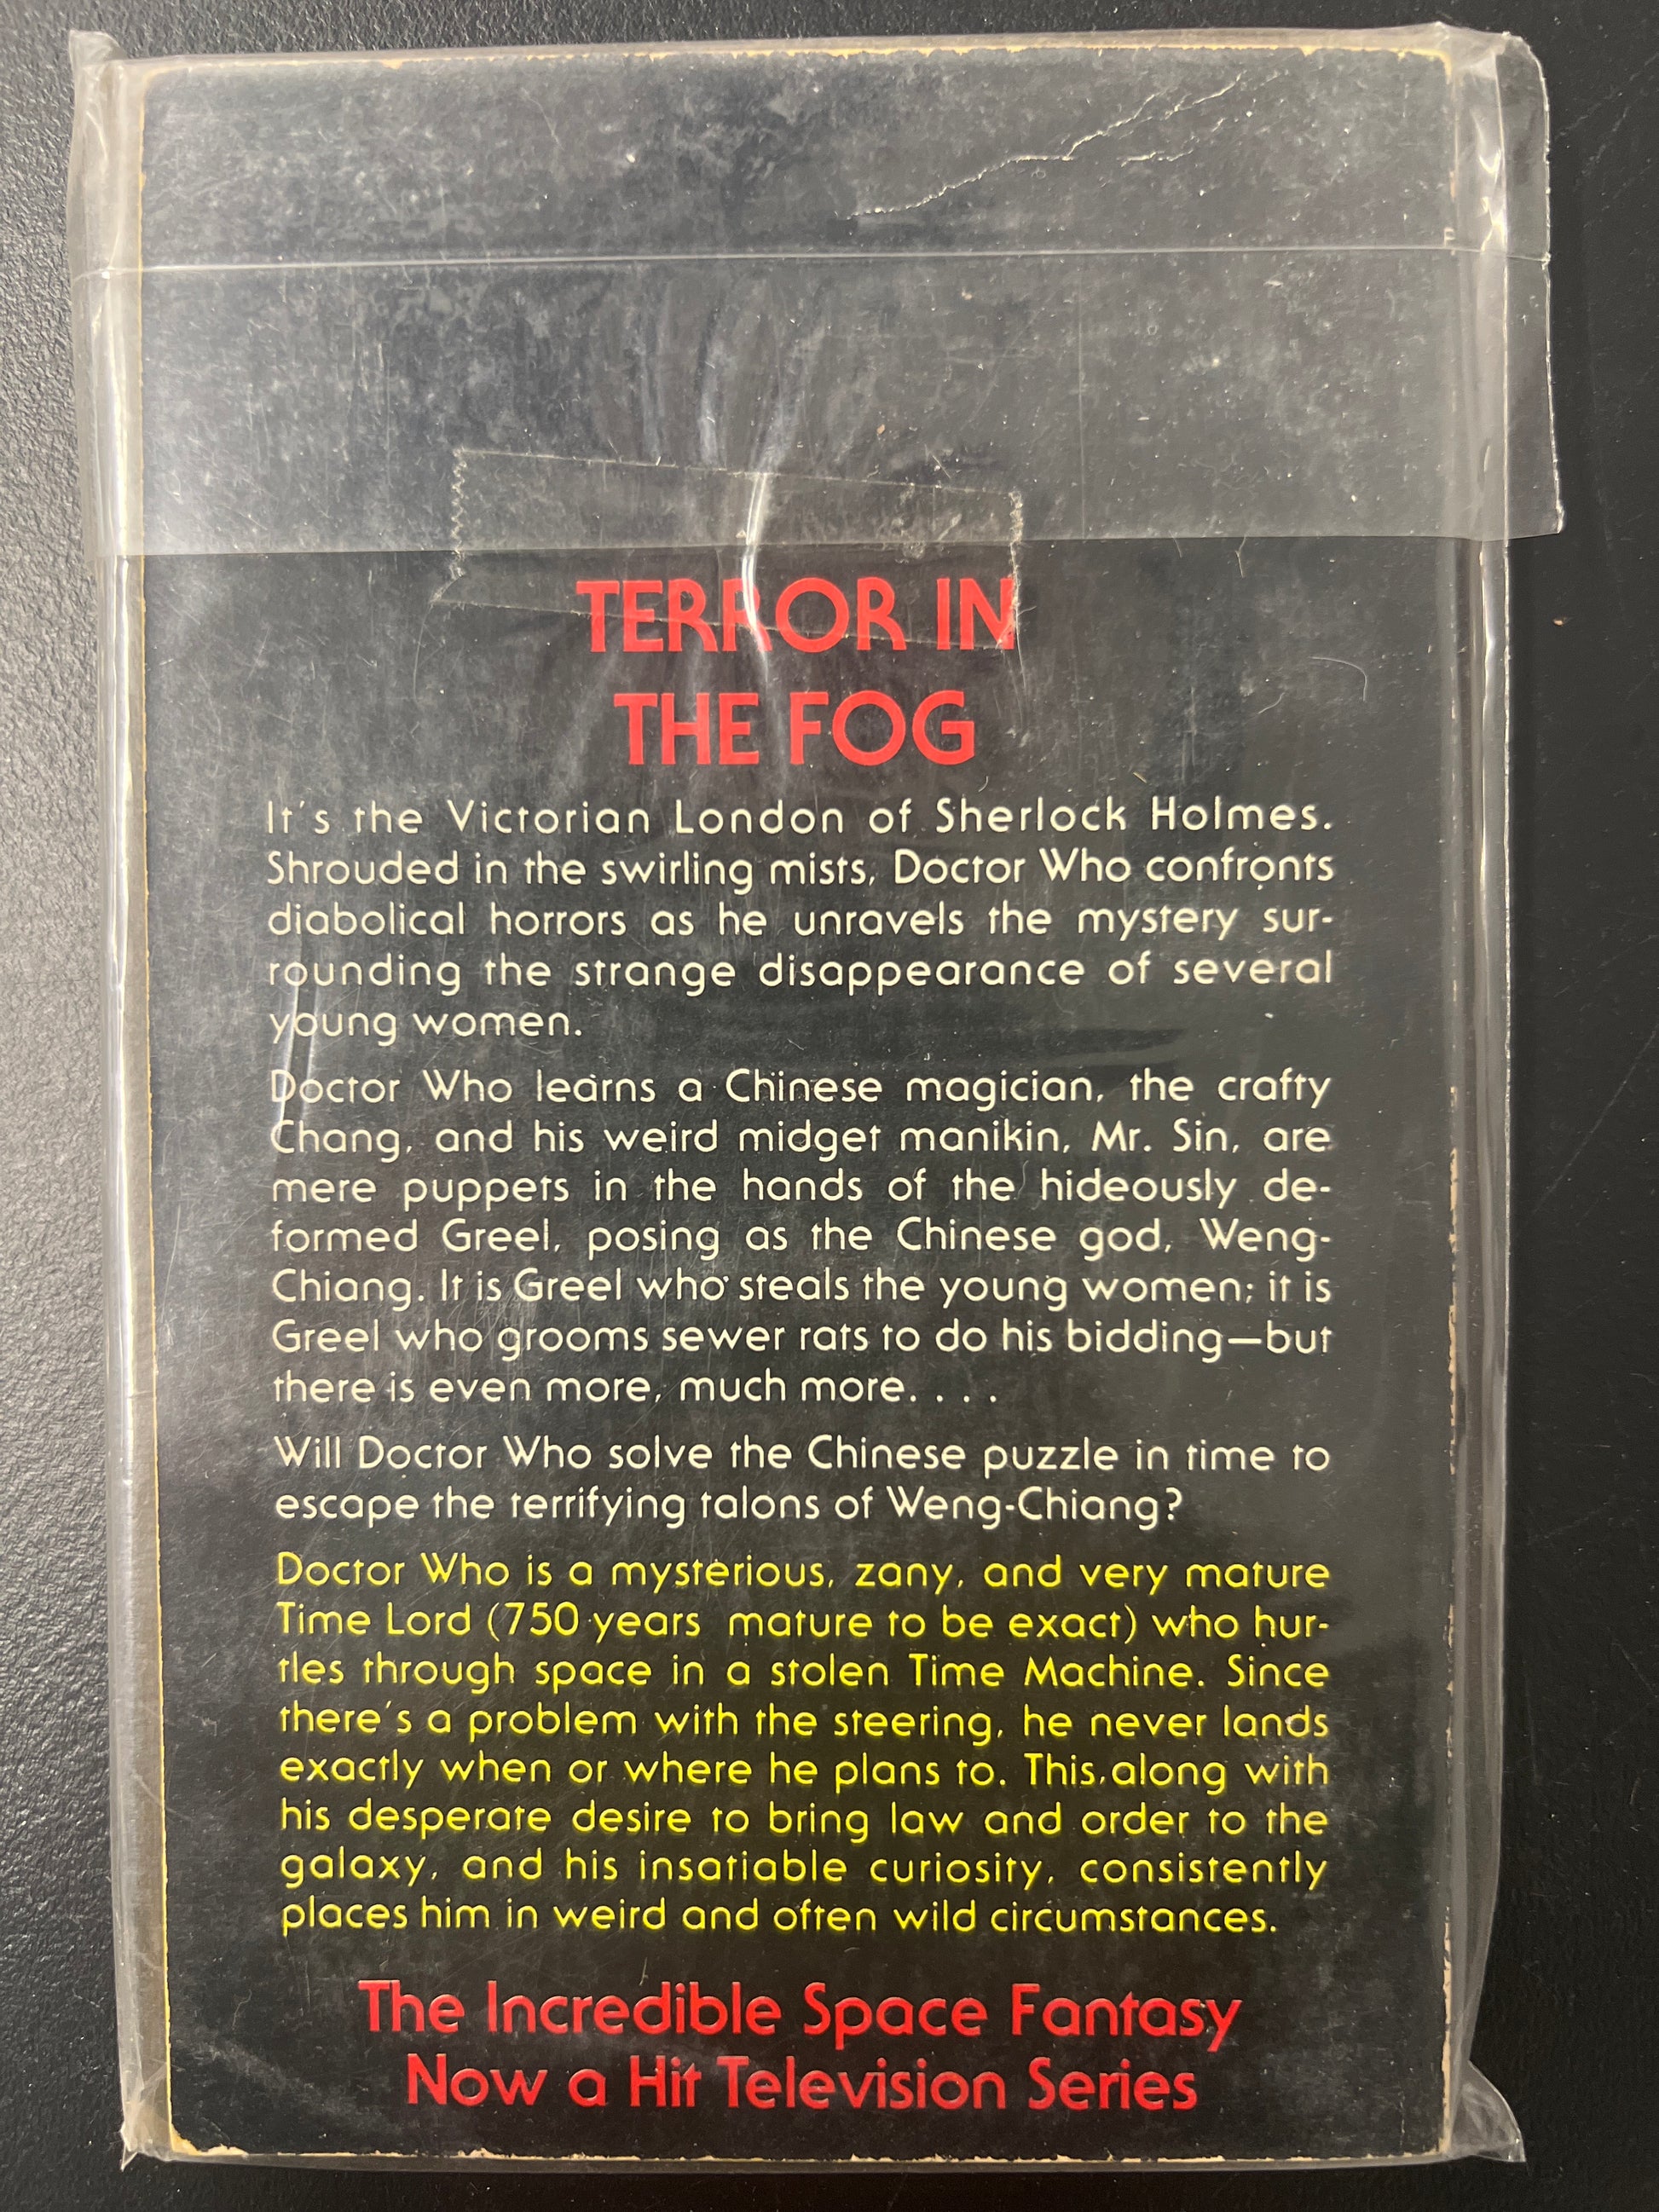 TERROR IN
THE FOG
It's the Victorian London of Sherlock Holmes.
Shrouded in the swirling mists, Doctor Who confronts
diabolical horrors as he unravels the mystery sur-
rounding the strange disappearance of several
young women.
Doctor Who learns a Chinese magician, the crafty
Chang, and his weird midget manikin, Mr. Sin, are
mere puppets in the hands of the hideously de-
formed Greel, posing as the Chinese god, Weng-
Chiang. It is Greel who steals the young women; it is
Greel who grooms sewer rats to do his bidding—but
there is even more, much more. . . .
Will Doctor Who solve the Chinese puzzle in time to
escape the terrifying talons of Weng-Chiang?
Doctor Who is a mysterious, zany, and very mature
Time Lord (750 years mature to be exact) who hur-
tles through space in a stolen Time Machine. Since
there's a problem with the steering, he never lands
exactly when or where he plans to. This, along with
his desperate desire to bring law and order to the
galaxy, and his insatiable curiosity, consistently
places him in weird and often wild circumstances.
The Incredible Space Fantasy
Now a Hit Television Series